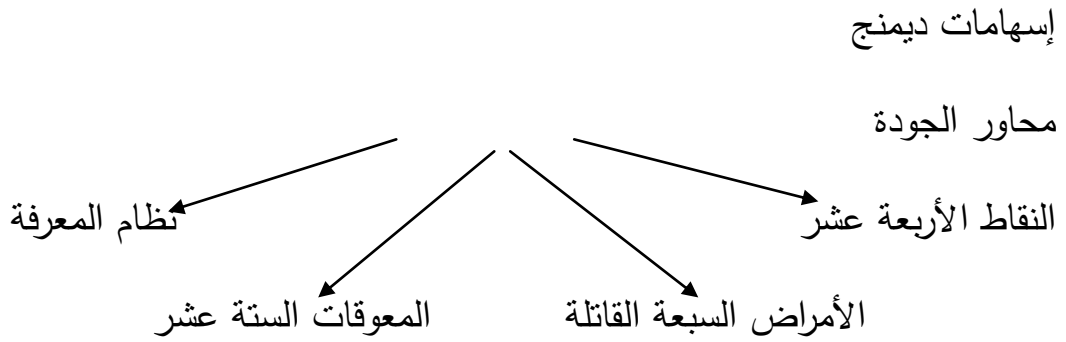 إسهامات ديمنج
محاور الجودة
النقاط الأربعة عشر نظام المعرفة
الأمراض السبعة القاتلة المعوقات الستة عشر